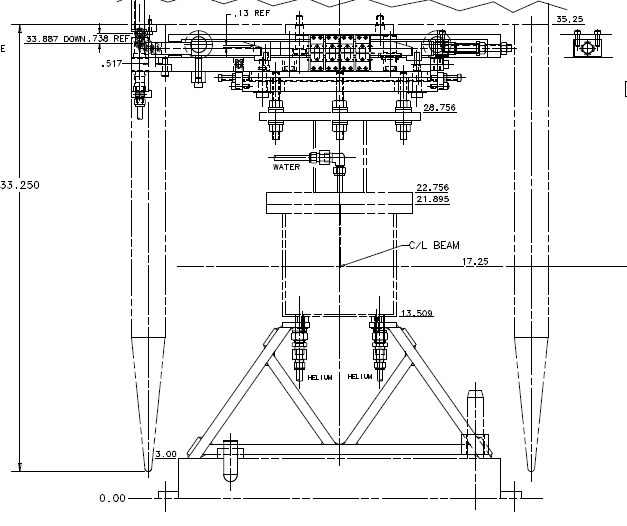 .13 REF
35.25
E
33.887 DOWN
.738 REF
.517
28.756
WATER
33.250
22.756
21.895
C/L BEAM
17.25
13.509
HELIUM HELIUM
3.00
0.00